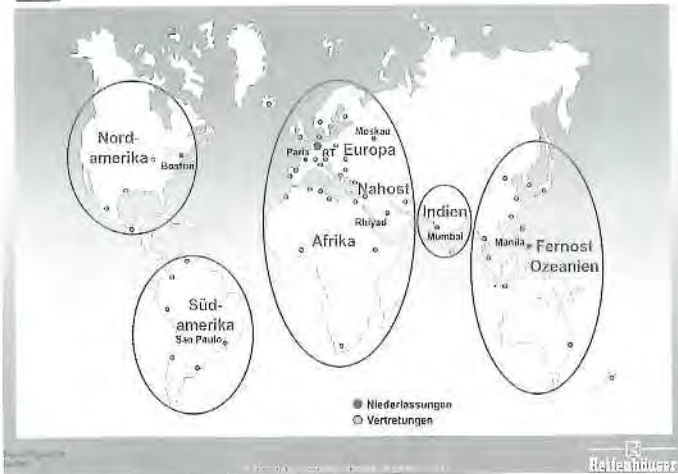 Nord-
amerika
Boston
Moskau
Paris
RT
Europa
Nahost
Rhiyad
Afrika
Indien
Mumbai
Manila
Fernost
Ozeanien
Süd-
amerika
Sao Paulo
Niederlassungen
Vertretungen
Reifenhäuser